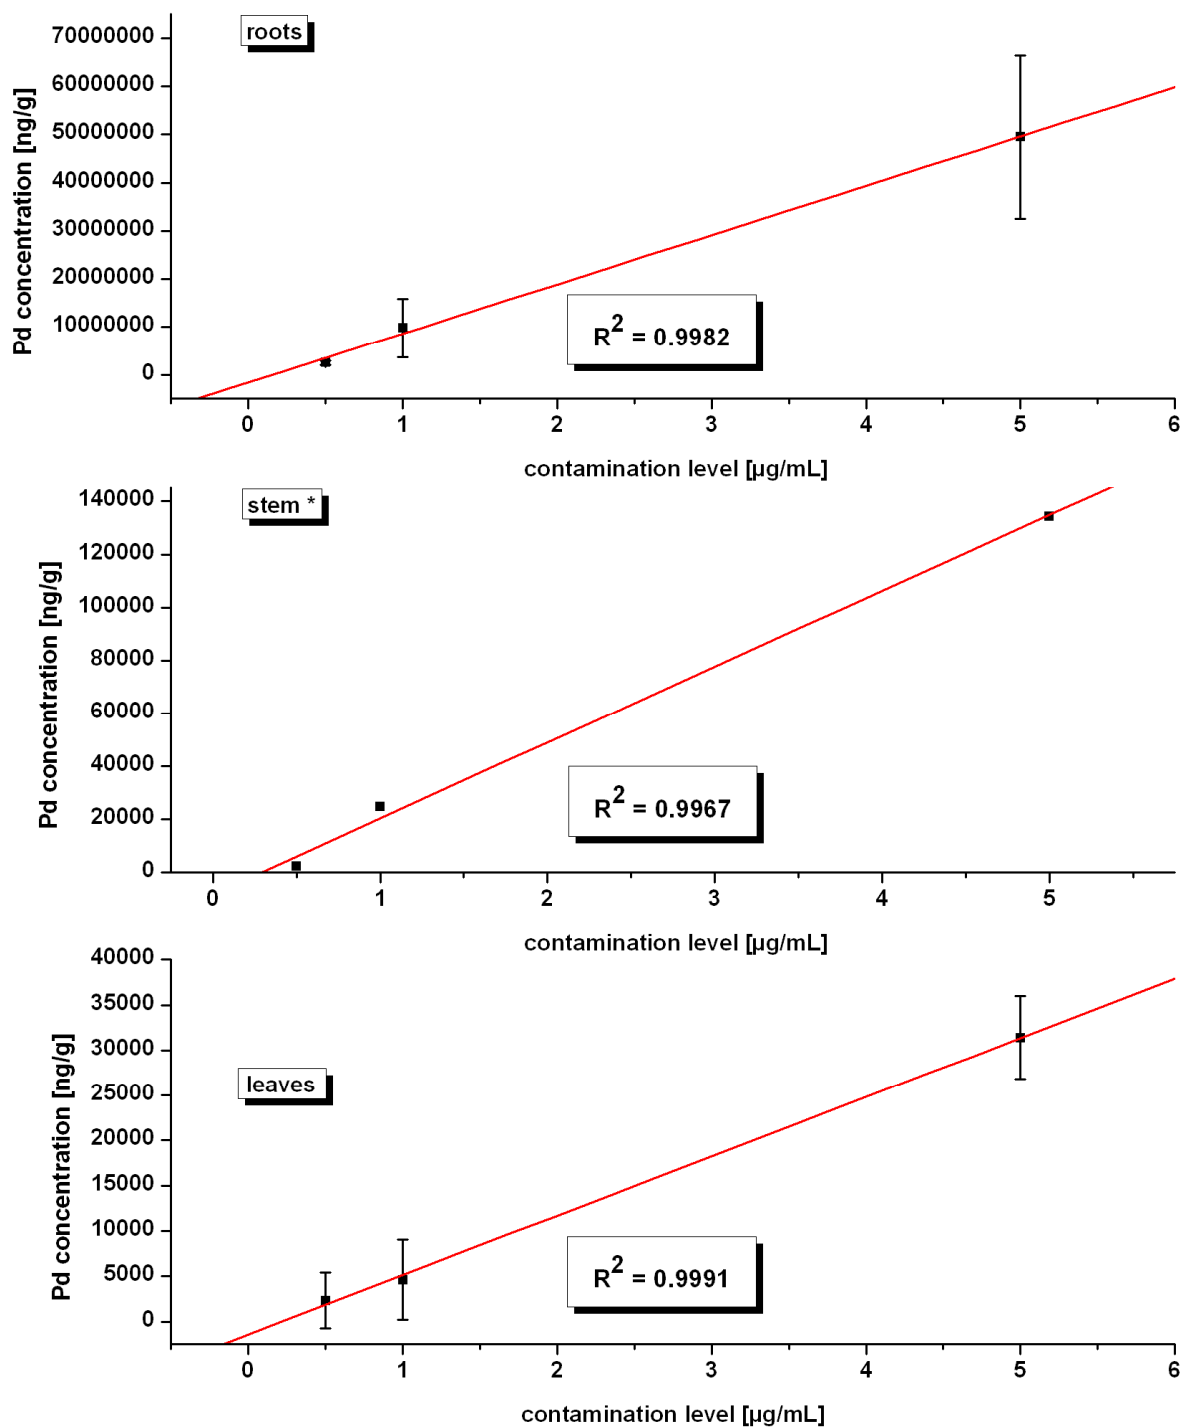 roots
Pd concentration [ng/g]
70000000
60000000
50000000
40000000
30000000
20000000
10000000
0
R² = 0.9982
0 1 2 3 4 5 6
contamination level [µg/mL]
stem *
Pd concentration [ng/g]
140000
120000
100000
80000
60000
40000
20000
0
R² = 0.9967
0 1 2 3 4 5
contamination level [µg/mL]
leaves
Pd concentration [ng/g]
40000
35000
30000
25000
20000
15000
10000
5000
0
R² = 0.9991
0 1 2 3 4 5 6
contamination level [µg/mL]